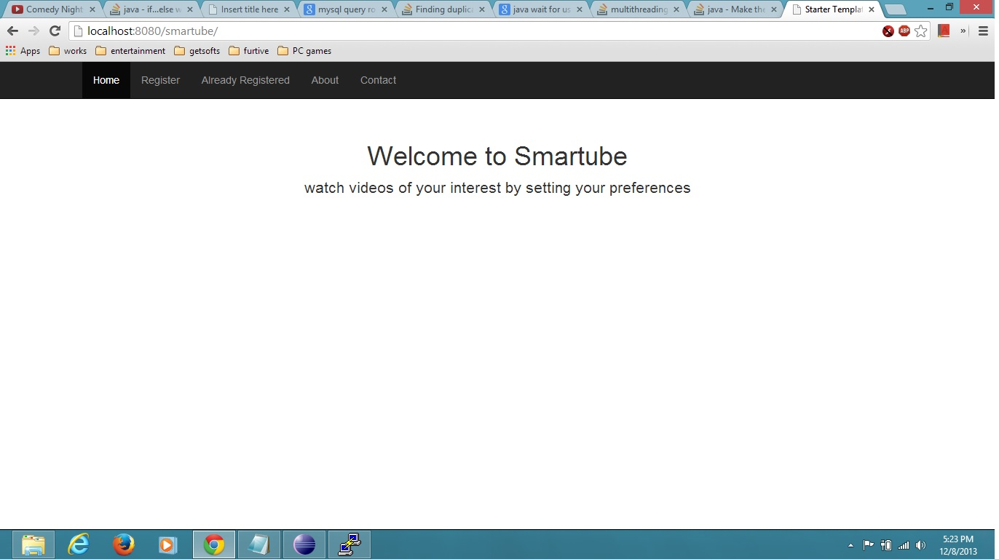 Comedy Night
java - if...else w
Insert title here
mysql query ro
Finding duplica
java wait for us
multithreading
java - Make the
Starter Templat
localhost:8080/smartube/
ABP
Apps works entertainment getsofts furtive PC games
Home Register Already Registered About Contact
Welcome to Smartube
watch videos of your interest by setting your preferences
5:23 PM
12/8/2013